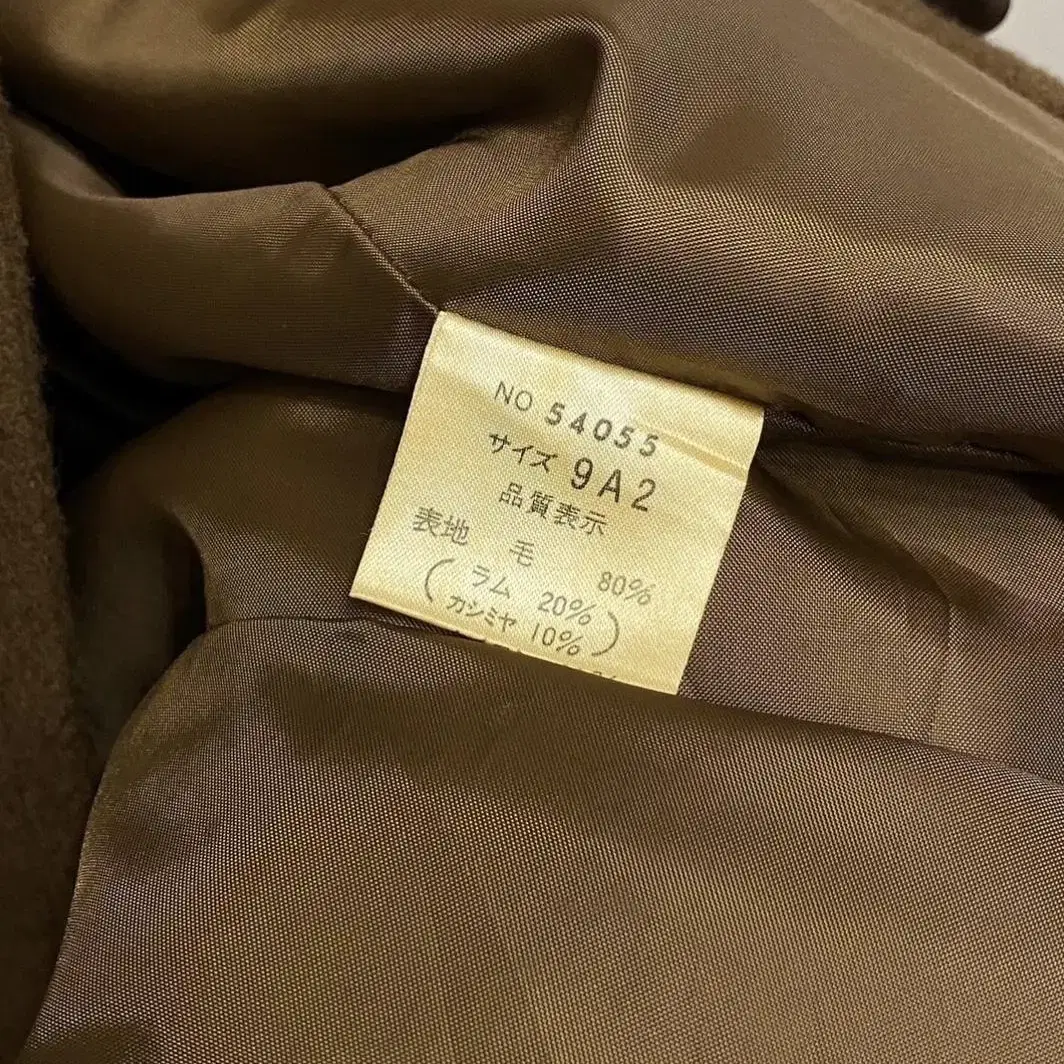 NO 54055
サイズ 9A2
品質表示
表地 毛 80%
(ラム 20%
カシミヤ 10%)